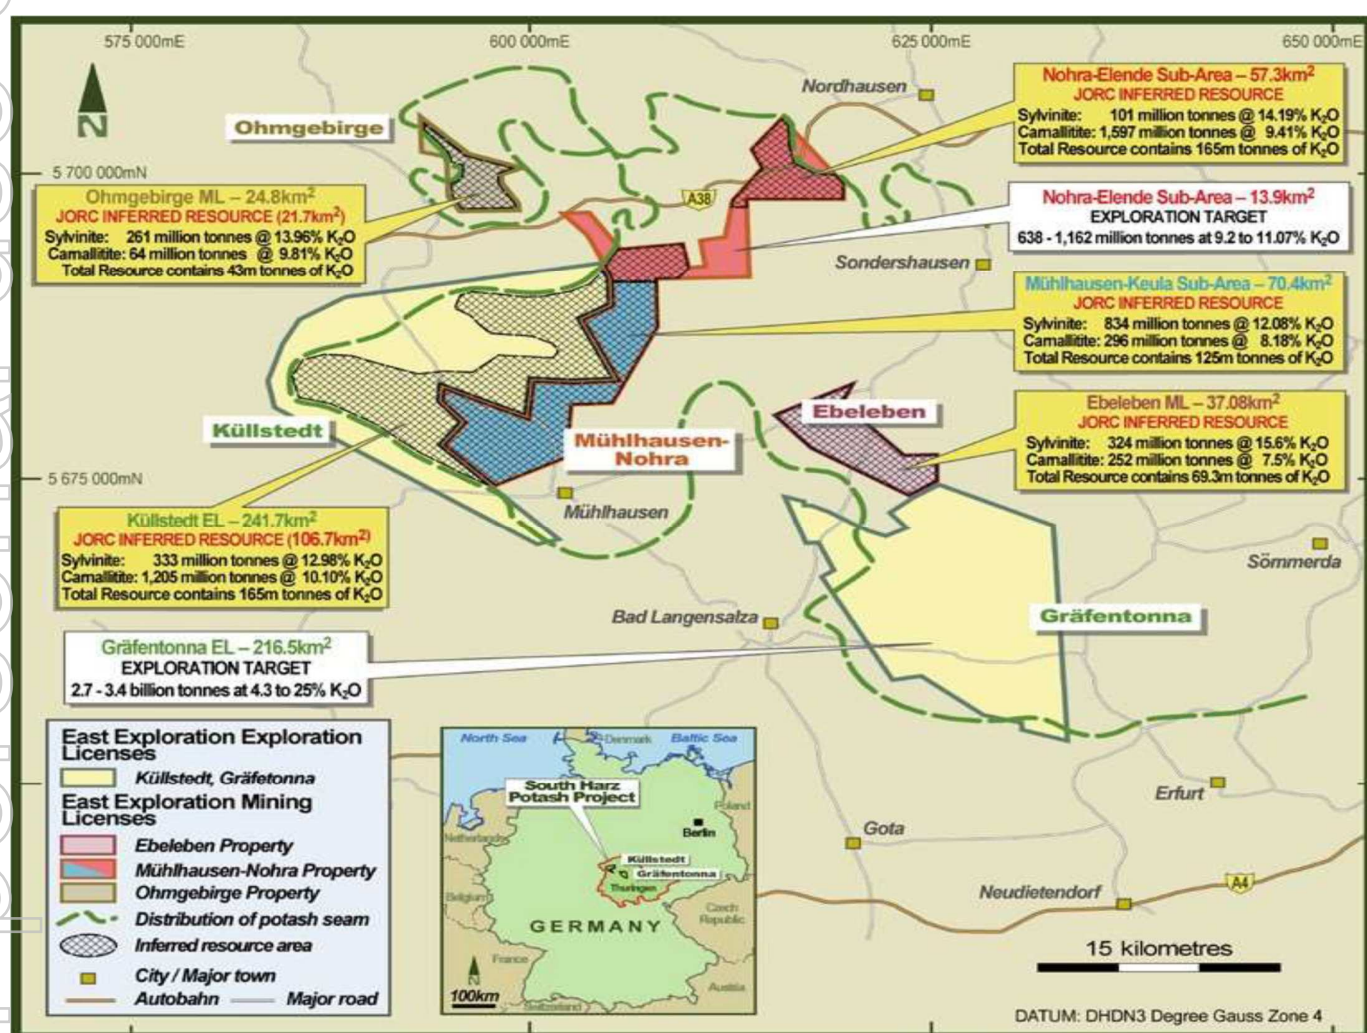 575 000mE
600 000mE
625 000mE
650 000mE
N
Nordhausen
Ohmgebirge
Nohra-Elende Sub-Area – 57.3km²
JORC INFERRED RESOURCE
Sylvinite: 101 million tonnes @ 14.19% K₂O
Carnallitite: 1,597 million tonnes @ 9.41% K₂O
Total Resource contains 165m tonnes of K₂O
5 700 000mN
Ohmgebirge ML – 24.8km²
JORC INFERRED RESOURCE (21.7km²)
Sylvinite: 261 million tonnes @ 13.96% K₂O
Carnallitite: 64 million tonnes @ 9.81% K₂O
Total Resource contains 43m tonnes of K₂O
A38
Nohra-Elende Sub-Area – 13.9km²
EXPLORATION TARGET
638 - 1,162 million tonnes at 9.2 to 11.07% K₂O
Sondershausen
Mühlhausen-Keula Sub-Area – 70.4km²
JORC INFERRED RESOURCE
Sylvinite: 834 million tonnes @ 12.08% K₂O
Carnallitite: 296 million tonnes @ 8.18% K₂O
Total Resource contains 125m tonnes of K₂O
Küllstedt
Mühlhausen-
Nohra
Ebeleben
Ebeleben ML – 37.08km²
JORC INFERRED RESOURCE
Sylvinite: 324 million tonnes @ 15.6% K₂O
Carnallitite: 252 million tonnes @ 7.5% K₂O
Total Resource contains 69.3m tonnes of K₂O
5 675 000mN
Mühlhausen
Küllstedt EL – 241.7km²
JORC INFERRED RESOURCE (106.7km²)
Sylvinite: 333 million tonnes @ 12.98% K₂O
Carnallitite: 1,205 million tonnes @ 10.10% K₂O
Total Resource contains 165m tonnes of K₂O
Sömmerda
Bad Langensalza
Gräfentonna
Gräfentonna EL – 216.5km²
EXPLORATION TARGET
2.7 - 3.4 billion tonnes at 4.3 to 25% K₂O
East Exploration Exploration
Licenses
Küllstedt, Gräfetonna
East Exploration Mining
Licenses
Ebeleben Property
Mühlhausen-Nohra Property
Ohmgebirge Property
Distribution of potash seam
Inferred resource area
City / Major town
Autobahn
Major road
North Sea
Denmark
Baltic Sea
South Harz
Potash Project
Poland
Berlin
Netherlands
Küllstedt
Gräfentonna
Thuringen
Belgium
GERMANY
Czech
Republic
France
N
Austria
100km
Switzerland
Erfurt
Gota
Neudietendorf
A4
15 kilometres
DATUM: DHDN3 Degree Gauss Zone 4